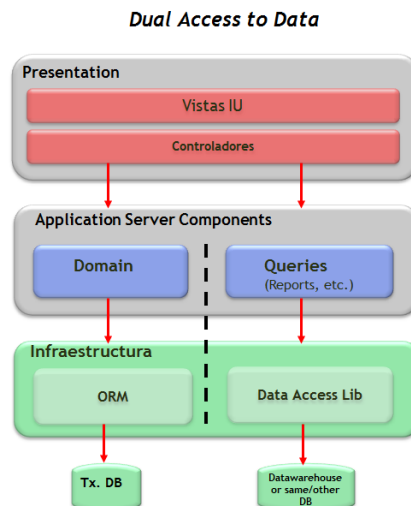 Dual Access to Data
Presentation
Vistas IU
Controladores
Application Server Components
Domain
Queries
(Reports, etc.)
Infraestructura
ORM
Data Access Lib
Tx. DB
Datawarehouse
or same/other
DB